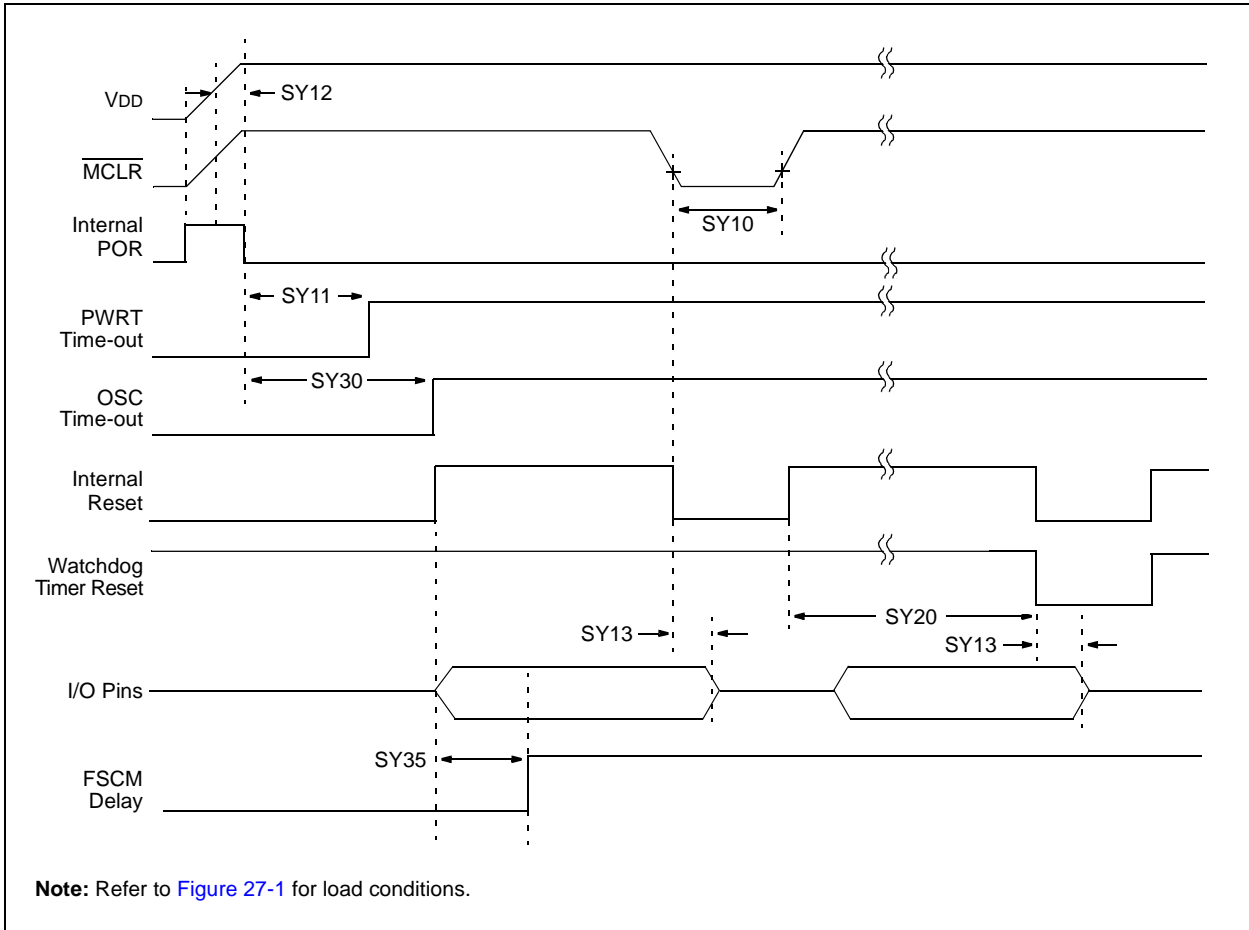 VDD
SY12
MCLR
SY10
Internal
POR
SY11
PWRT
Time-out
SY30
OSC
Time-out
Internal
Reset
Watchdog
Timer Reset
SY20
SY13
SY13
I/O Pins
SY35
FSCM
Delay
Note: Refer to Figure 27-1 for load conditions.